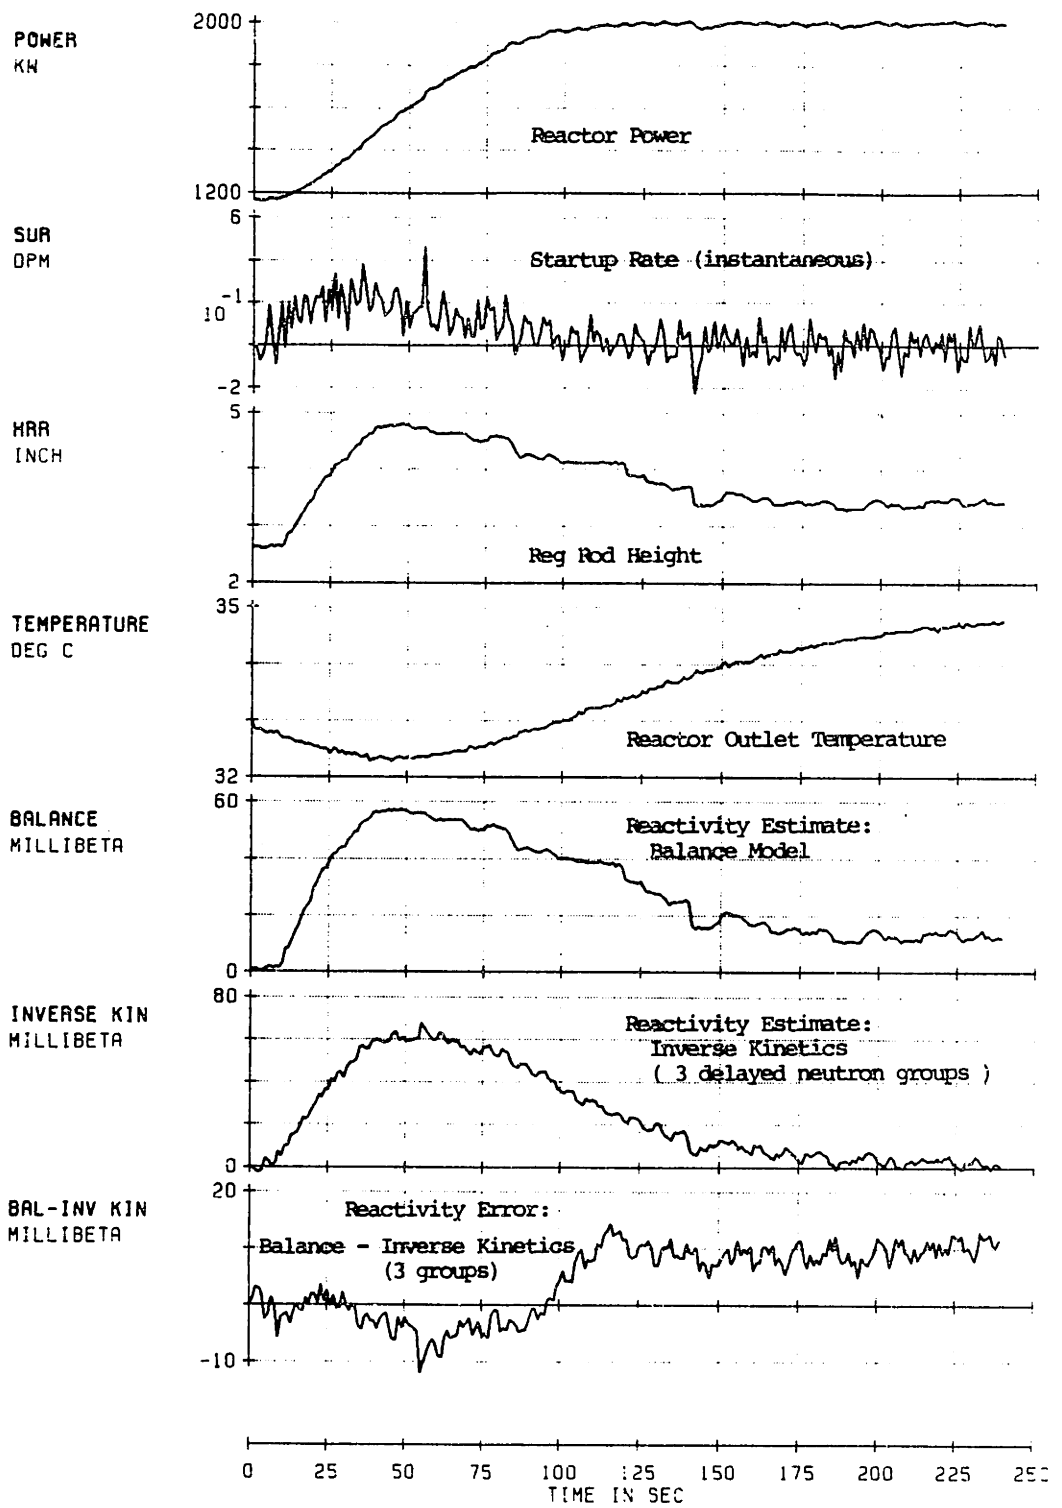 POWER
KW
2000
1200
Reactor Power
SUR
DPM
6
10 -1
-2
Startup Rate (instantaneous)
HRR
INCH
5
2
Reg Rod Height
TEMPERATURE
DEG C
35
32
Reactor Outlet Temperature
BALANCE
MILLIBETA
60
0
Reactivity Estimate:
Balance Model
INVERSE KIN
MILLIBETA
80
0
Reactivity Estimate:
Inverse Kinetics
( 3 delayed neutron groups )
BAL-INV KIN
MILLIBETA
20
-10
Reactivity Error:
Balance - Inverse Kinetics
(3 groups)
0 25 50 75 100 125 150 175 200 225
TIME IN SEC